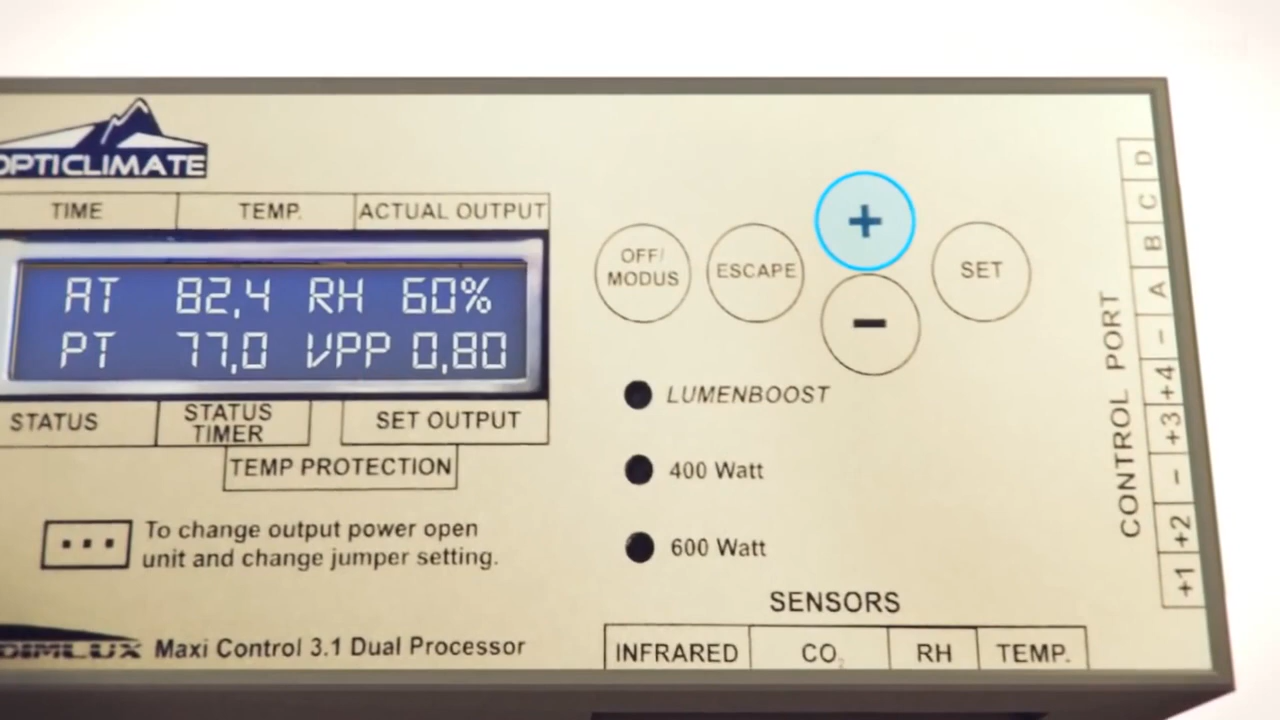 OPTICLIMATE
TIME TEMP. ACTUAL OUTPUT
AT 82,4 RH 60%
PT 77,0 VPP 0,80
STATUS STATUS TIMER SET OUTPUT
TEMP PROTECTION
To change output power open
unit and change jumper setting.
DIMLUX Maxi Control 3.1 Dual Processor
OFF/
MODUS
ESCAPE
+
−
SET
LUMENBOOST
400 Watt
600 Watt
SENSORS
INFRARED CO₂ RH TEMP.
CONTROL PORT
+1 +2 − +3 +4 − A B C D